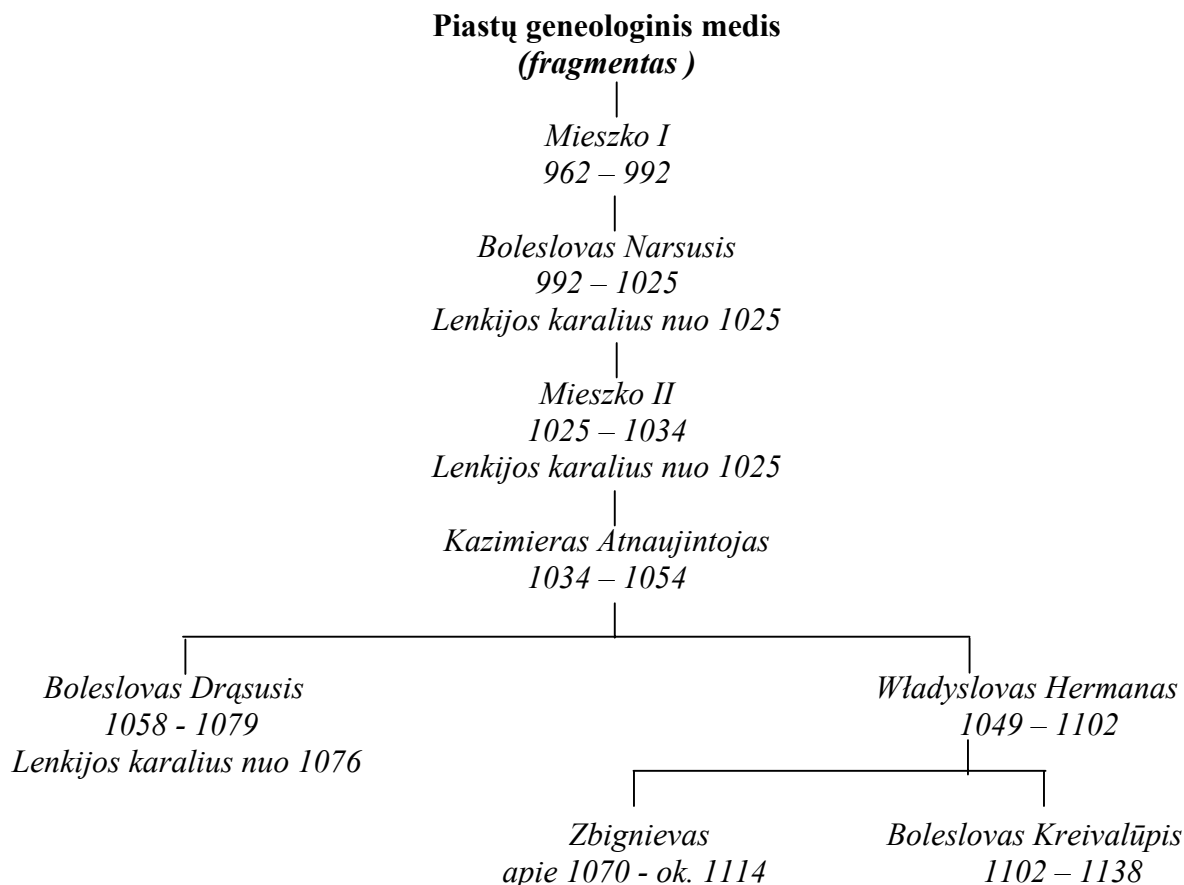 Piastų geneologinis medis
(fragmentas )
Mieszko I
962 – 992
Boleslovas Narsusis
992 – 1025
Lenkijos karalius nuo 1025
Mieszko II
1025 – 1034
Lenkijos karalius nuo 1025
Kazimieras Atnaujintojas
1034 – 1054
Boleslovas Drąsusis
1058 - 1079
Lenkijos karalius nuo 1076
Władyslovas Hermanas
1049 – 1102
Zbignievas
apie 1070 - ok. 1114
Boleslovas Kreivalūpis
1102 – 1138